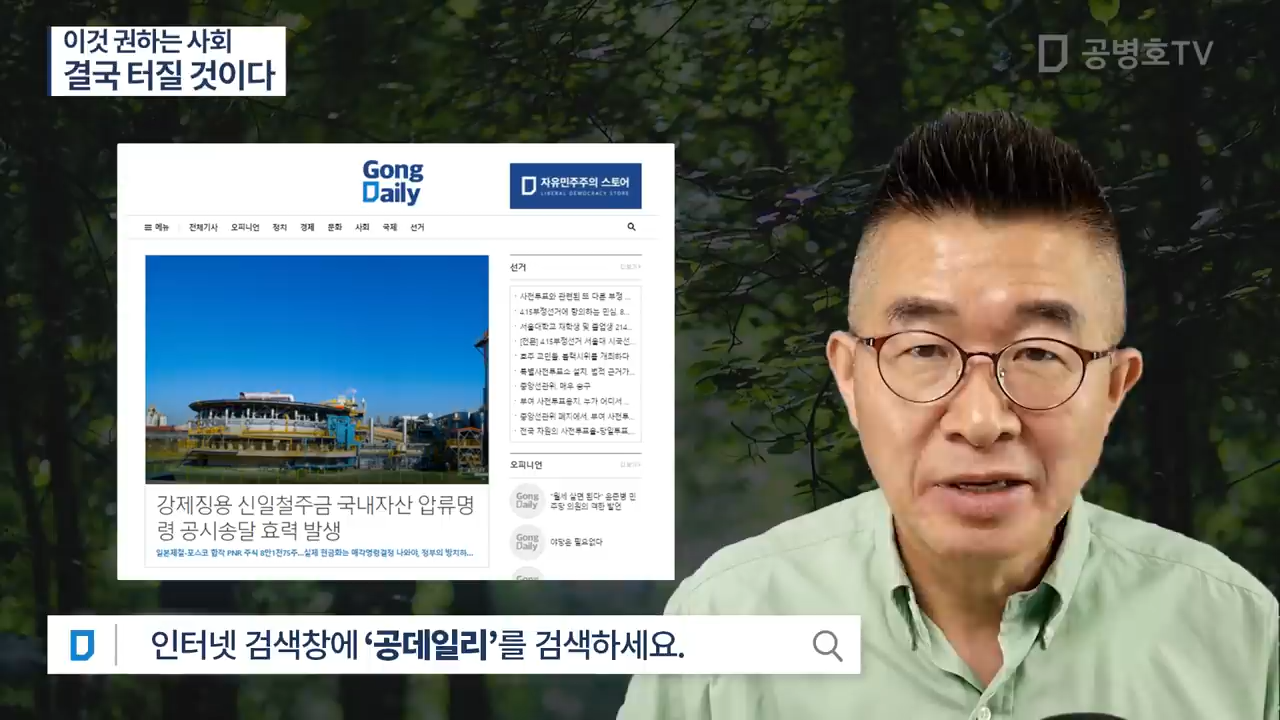 이것 권하는 사회
결국 터질 것이다
공병호TV
Gong
Daily
자유민주주의 스토어
LIBERAL DEMOCRACY STORE
메뉴 전체기사 오피니언 정치 경제 문화 사회 국제 선거
선거
사전투표와 관련된 또 다른 부정 ...
4.15부정선거에 항의하는 민심, 8...
서울대학교 재학생 및 졸업생 214...
[전문] 4.15부정선거 서울대 시국선...
호주 교민들, 블랙시위를 개최하다
특별사전투표소 설치, 법적 근거가...
중앙선관위, 매우 송구
부여 사전투표용지, 누가 어디서 ...
중앙선관위 폐지에서, 부여 사전투...
전국 차원의 사전투표율-당일투표...
오피니언
Gong
Daily
"월세 살면 된다" 윤준병 민
주당 의원의 격한 발언
Gong
Daily
야당은 필요없다
Gong
강제징용 신일철주금 국내자산 압류명
령 공시송달 효력 발생
일본제철-포스코 합작 PNR 주식 8만1천75주...실제 현금화는 매각명령결정 나와야, 정부의 방치하...
인터넷 검색창에 ‘공데일리’를 검색하세요.